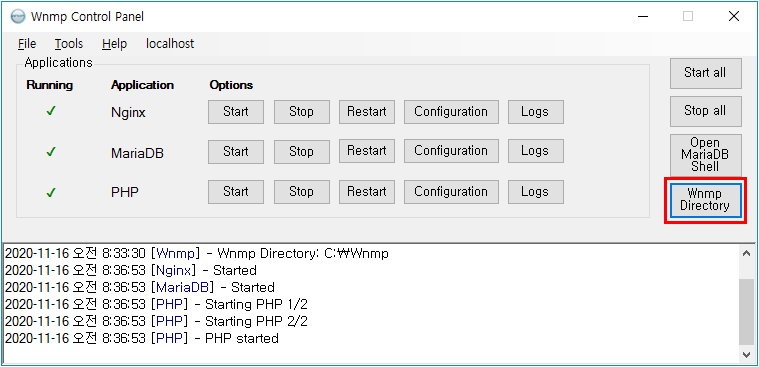 Wnmp Control Panel
File Tools Help localhost
Applications
Running Application Options
Nginx Start Stop Restart Configuration Logs
MariaDB Start Stop Restart Configuration Logs
PHP Start Stop Restart Configuration Logs
Start all
Stop all
Open
MariaDB
Shell
Wnmp
Directory
2020-11-16 오전 8:33:30 [Wnmp] - Wnmp Directory: C:₩Wnmp
2020-11-16 오전 8:36:53 [Nginx] - Started
2020-11-16 오전 8:36:53 [MariaDB] - Started
2020-11-16 오전 8:36:53 [PHP] - Starting PHP 1/2
2020-11-16 오전 8:36:53 [PHP] - Starting PHP 2/2
2020-11-16 오전 8:36:53 [PHP] - PHP started